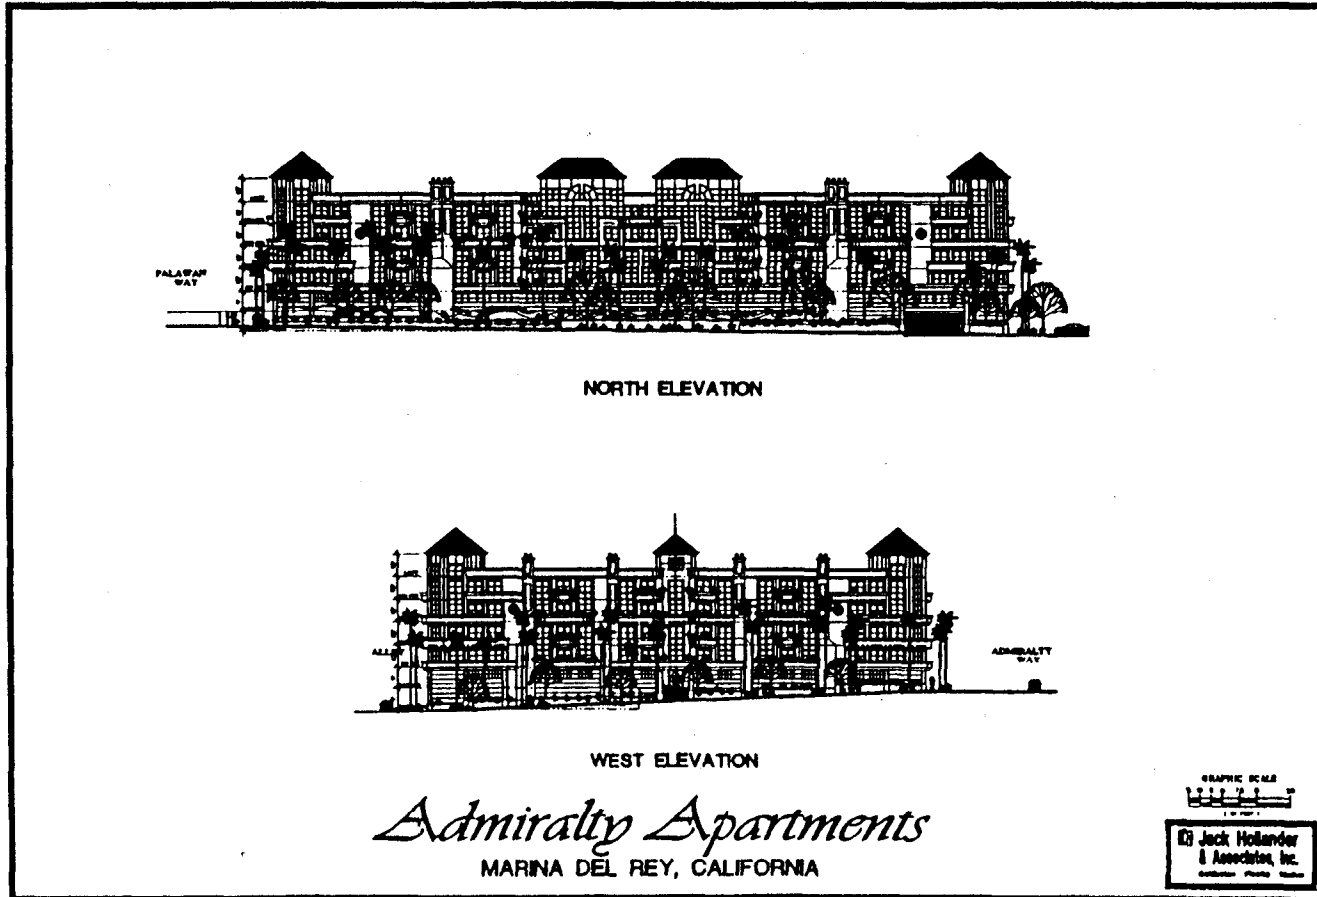 PALAWAN
WAY
NORTH ELEVATION
ALLEY
ADMIRALTY
WAY
WEST ELEVATION
Admiralty Apartments
MARINA DEL REY, CALIFORNIA
GRAPHIC SCALE
Jack Hollander
& Associates, Inc.